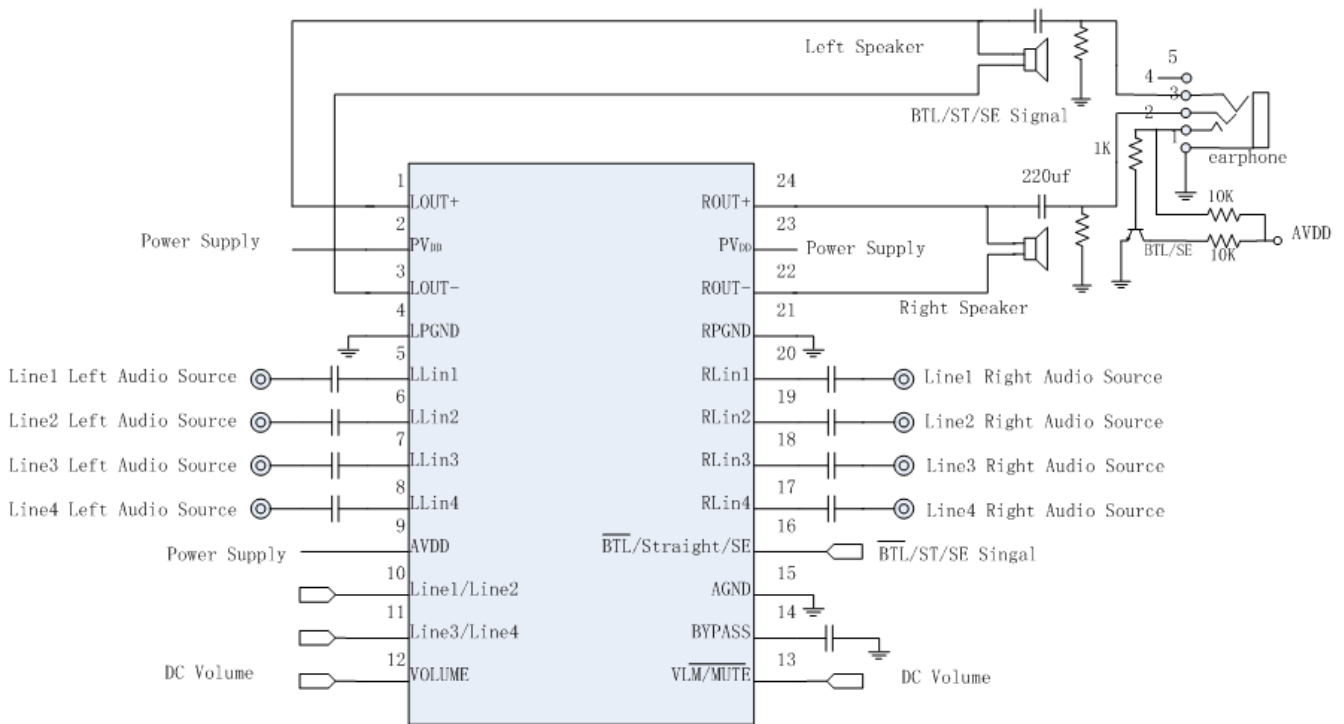 Left Speaker
BTL/ST/SE Signal
5
4
3
2
1
earphone
1K
10K
AVDD
BTL/SE
10K
220uf
Right Speaker
1
LOUT+
2
Power Supply
PVDD
3
LOUT-
4
LPGND
5
Line1 Left Audio Source
LLin1
6
Line2 Left Audio Source
LLin2
7
Line3 Left Audio Source
LLin3
8
Line4 Left Audio Source
LLin4
9
Power Supply
AVDD
10
Line1/Line2
11
Line3/Line4
12
DC Volume
VOLUME
24
ROUT+
23
PVDD
Power Supply
22
ROUT-
21
RPGND
20
RLin1
Line1 Right Audio Source
19
RLin2
Line2 Right Audio Source
18
RLin3
Line3 Right Audio Source
17
RLin4
Line4 Right Audio Source
16
BTL/Straight/SE
BTL/ST/SE Singal
15
AGND
14
BYPASS
13
VLM/MUTE
DC Volume